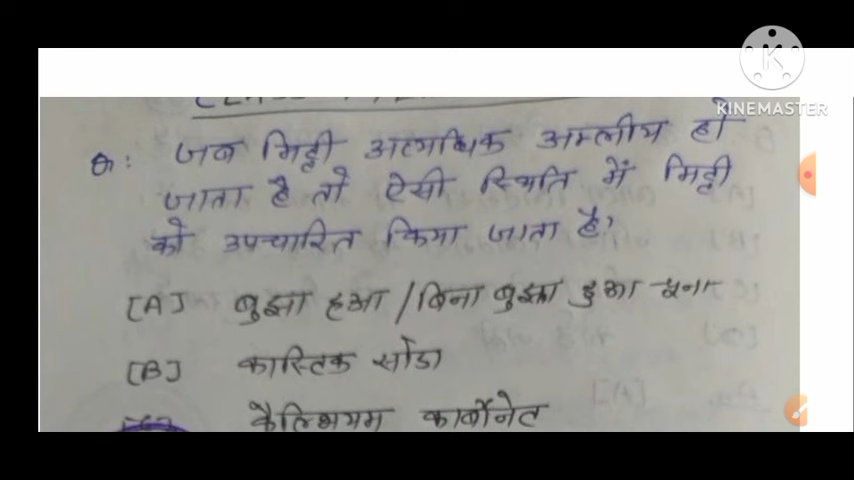 KINEMASTER
जब मिट्टी अत्यधिक अम्लीय हो
जाता है तो ऐसी स्थिति में मिट्टी
को उपचारित किया जाता है,
[A] बुझा हुआ / बिना बुझा हुआ चूना
[B] कास्टिक सोडा
कैल्शियम कार्बोनेट